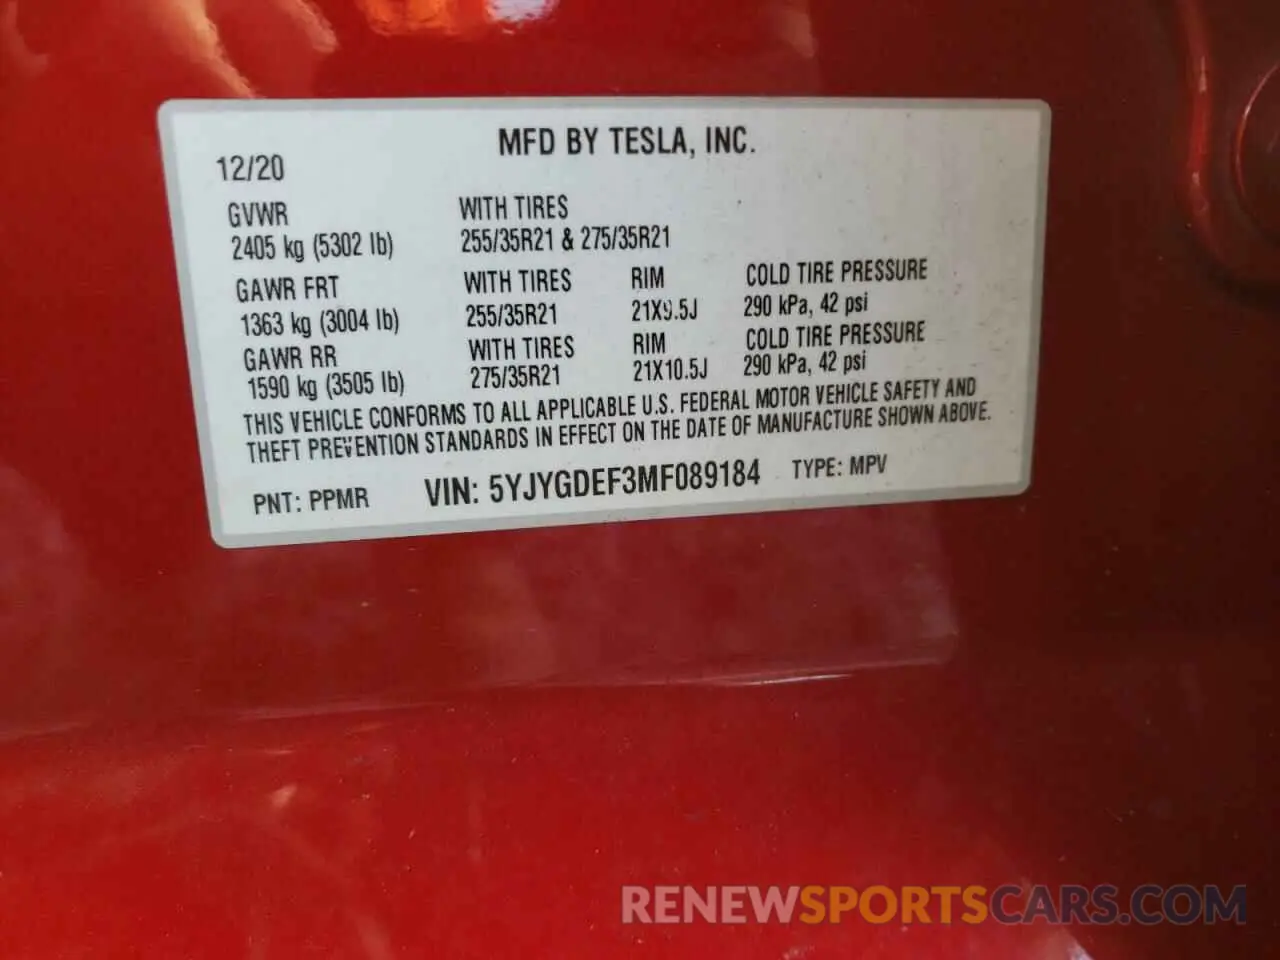 MFD BY TESLA, INC.
12/20
GVWR WITH TIRES
2405 kg (5302 lb) 255/35R21 & 275/35R21
GAWR FRT WITH TIRES RIM COLD TIRE PRESSURE
1363 kg (3004 lb) 255/35R21 21X9.5J 290 kPa, 42 psi
GAWR RR WITH TIRES RIM COLD TIRE PRESSURE
1590 kg (3505 lb) 275/35R21 21X10.5J 290 kPa, 42 psi
THIS VEHICLE CONFORMS TO ALL APPLICABLE U.S. FEDERAL MOTOR VEHICLE SAFETY AND
THEFT PREVENTION STANDARDS IN EFFECT ON THE DATE OF MANUFACTURE SHOWN ABOVE.
PNT: PPMR VIN: 5YJYGDEF3MF089184 TYPE: MPV
RENEWSPORTSCARS.COM